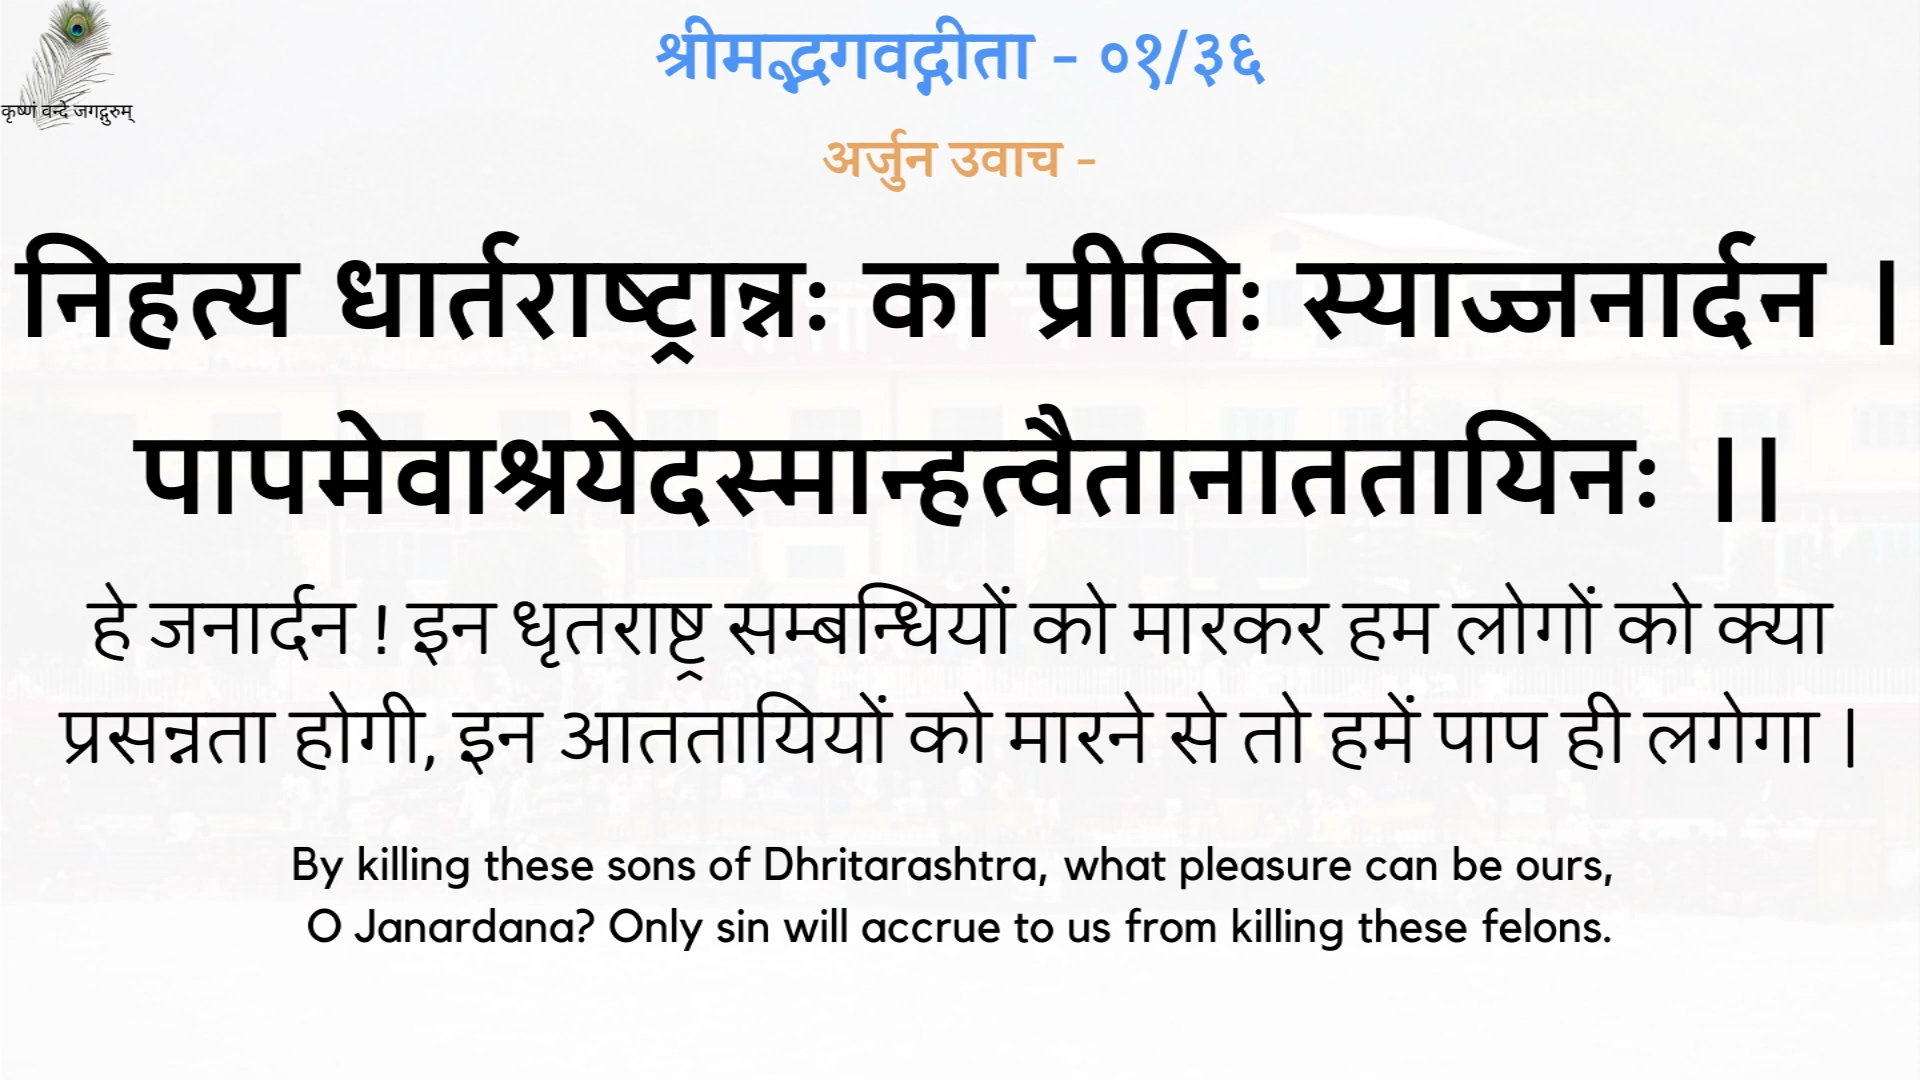 श्रीमद्भगवद्गीता - ०१/३६
कृष्णं वन्दे जगद्गुरुम्
अर्जुन उवाच -
निहत्य धार्तराष्ट्रान्नः का प्रीतिः स्याज्जनार्दन |
पापमेवाश्रयेदस्मान्हत्वैतानाततायिनः ||
हे जनार्दन ! इन धृतराष्ट्र सम्बन्धियों को मारकर हम लोगों को क्या
प्रसन्नता होगी, इन आततायियों को मारने से तो हमें पाप ही लगेगा |
By killing these sons of Dhritarashtra, what pleasure can be ours,
O Janardana? Only sin will accrue to us from killing these felons.